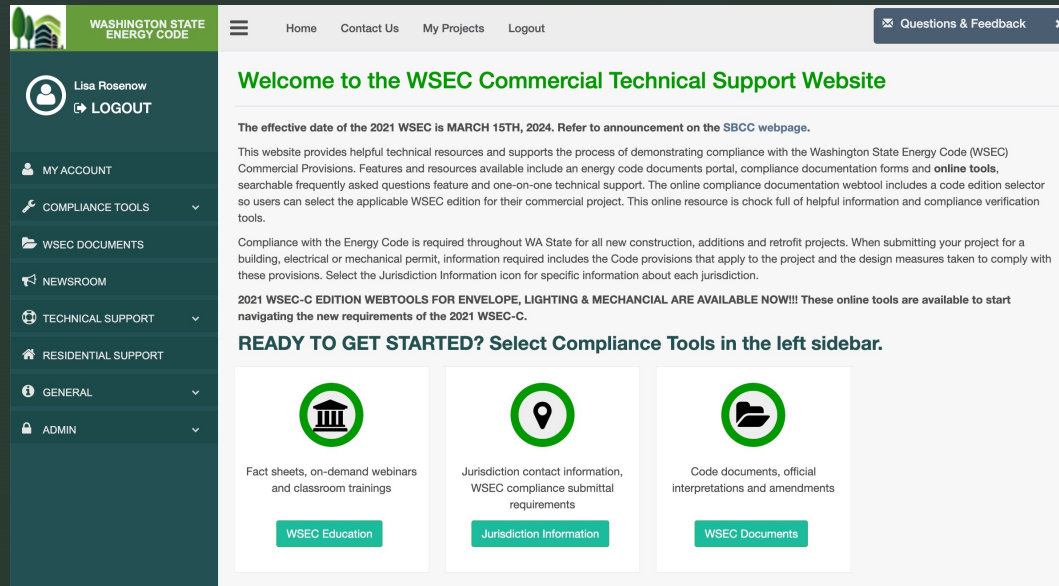 WASHINGTON STATE
ENERGY CODE
Home Contact Us My Projects Logout
Questions & Feedback
Lisa Rosenow
LOGOUT
MY ACCOUNT
COMPLIANCE TOOLS
WSEC DOCUMENTS
NEWSROOM
TECHNICAL SUPPORT
RESIDENTIAL SUPPORT
GENERAL
ADMIN
Welcome to the WSEC Commercial Technical Support Website
The effective date of the 2021 WSEC is MARCH 15TH, 2024. Refer to announcement on the SBCC webpage.
This website provides helpful technical resources and supports the process of demonstrating compliance with the Washington State Energy Code (WSEC)
Commercial Provisions. Features and resources available include an energy code documents portal, compliance documentation forms and online tools,
searchable frequently asked questions feature and one-on-one technical support. The online compliance documentation webtool includes a code edition selector
so users can select the applicable WSEC edition for their commercial project. This online resource is chock full of helpful information and compliance verification
tools.
Compliance with the Energy Code is required throughout WA State for all new construction, additions and retrofit projects. When submitting your project for a
building, electrical or mechanical permit, information required includes the Code provisions that apply to the project and the design measures taken to comply with
these provisions. Select the Jurisdiction Information icon for specific information about each jurisdiction.
2021 WSEC-C EDITION WEBTOOLS FOR ENVELOPE, LIGHTING & MECHANCIAL ARE AVAILABLE NOW!!! These online tools are available to start
navigating the new requirements of the 2021 WSEC-C.
READY TO GET STARTED? Select Compliance Tools in the left sidebar.
Fact sheets, on-demand webinars
and classroom trainings
WSEC Education
Jurisdiction contact information,
WSEC compliance submittal
requirements
Jurisdiction Information
Code documents, official
interpretations and amendments
WSEC Documents